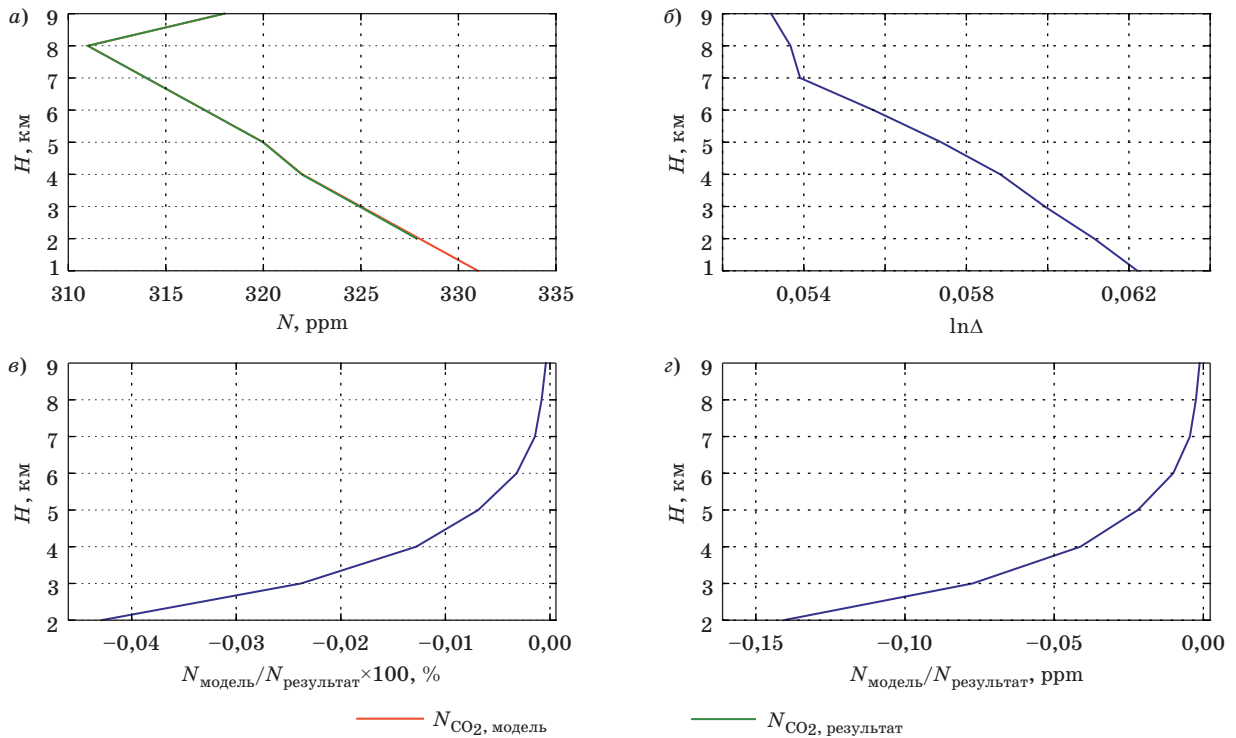 а)
9
8
7
6
5
4
3
2
1
H, км
310 315 320 325 330 335
N, ppm
б)
9
8
7
6
5
4
3
2
1
H, км
0,054 0,058 0,062
lnΔ
в)
9
8
7
6
5
4
3
2
H, км
−0,04 −0,03 −0,02 −0,01 0,00
Nмодель/Nрезультат×100, %
г)
9
8
7
6
5
4
3
2
H, км
−0,15 −0,10 −0,05 0,00
Nмодель/Nрезультат, ppm
NCO2, модель
NCO2, результат